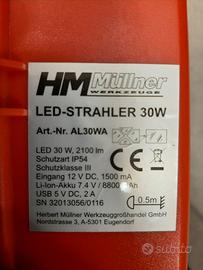 HM Müllner
WERKZEUGE
LED-STRAHLER 30W
Art.-Nr. AL30WA
LED 30 W, 2100 lm
Schutzart IP54
Schutzklasse III
Eingang 12 V DC, 1500 mA
Li-Ion-Akku 7.4 V / 8800
USB 5 V DC, 2 A
SN 32013056/0116
0.5m
Herbert Müllner Werkzeuggroßhandel GmbH
Nordstrasse 3, A-5301 Eugendorf
subito